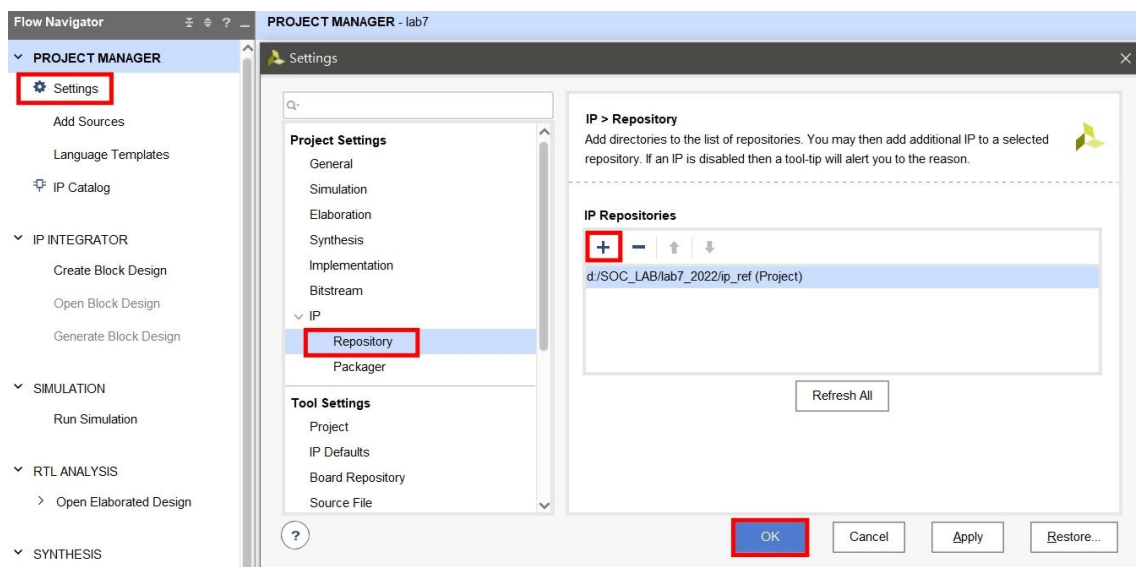 Flow Navigator
?
PROJECT MANAGER - lab7
PROJECT MANAGER
Settings
Add Sources
Language Templates
IP Catalog
IP INTEGRATOR
Create Block Design
Open Block Design
Generate Block Design
SIMULATION
Run Simulation
RTL ANALYSIS
Open Elaborated Design
SYNTHESIS
Settings
Project Settings
General
Simulation
Elaboration
Synthesis
Implementation
Bitstream
IP
Repository
Packager
Tool Settings
Project
IP Defaults
Board Repository
Source File
IP > Repository
Add directories to the list of repositories. You may then add additional IP to a selected
repository. If an IP is disabled then a tool-tip will alert you to the reason.
IP Repositories
d:/SOC_LAB/lab7_2022/ip_ref (Project)
Refresh All
?
OK
Cancel
Apply
Restore...